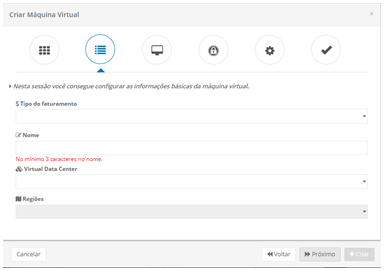 Criar Máquina Virtual
×
Nesta sessão você consegue configurar as informações básicas da máquina virtual.
$ Tipo do faturamento
Nome
No mínimo 3 caracteres no nome.
Virtual Data Center
Regiões
Cancelar
Voltar
Próximo
Criar